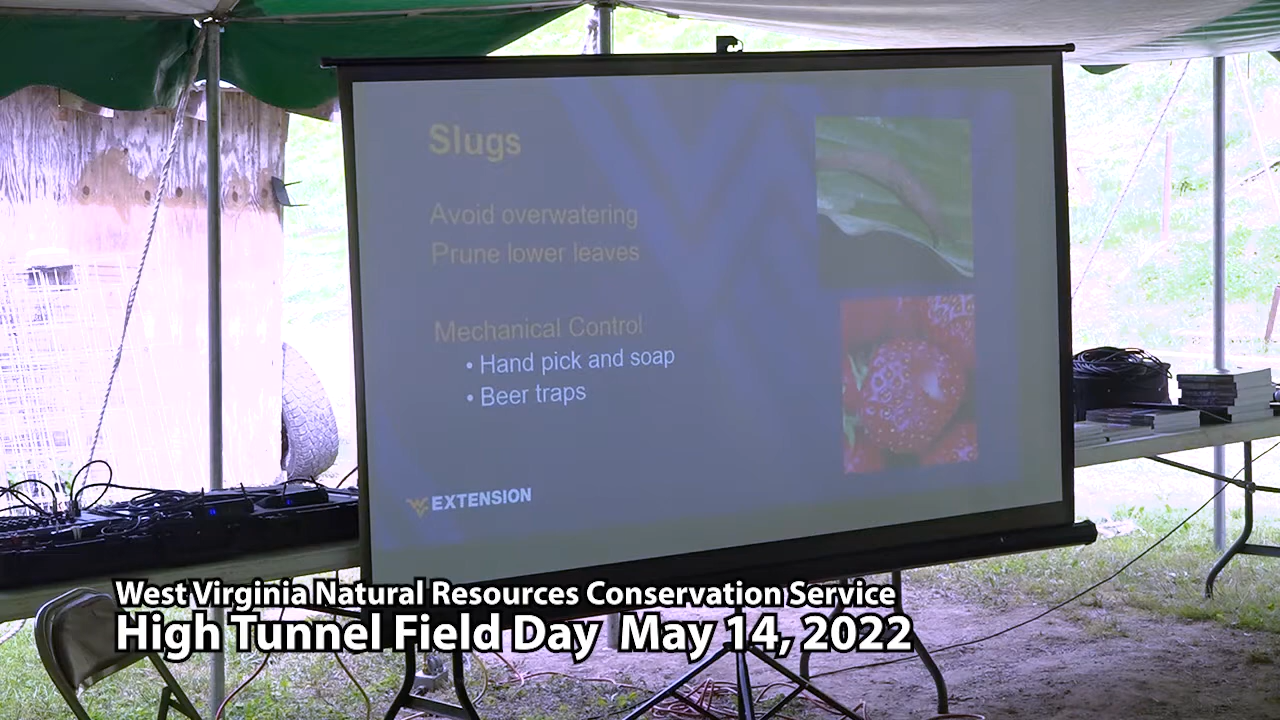 Slugs
Avoid overwatering
Prune lower leaves
Mechanical Control
• Hand pick and soap
• Beer traps
WV EXTENSION
West Virginia Natural Resources Conservation Service
High Tunnel Field Day May 14, 2022